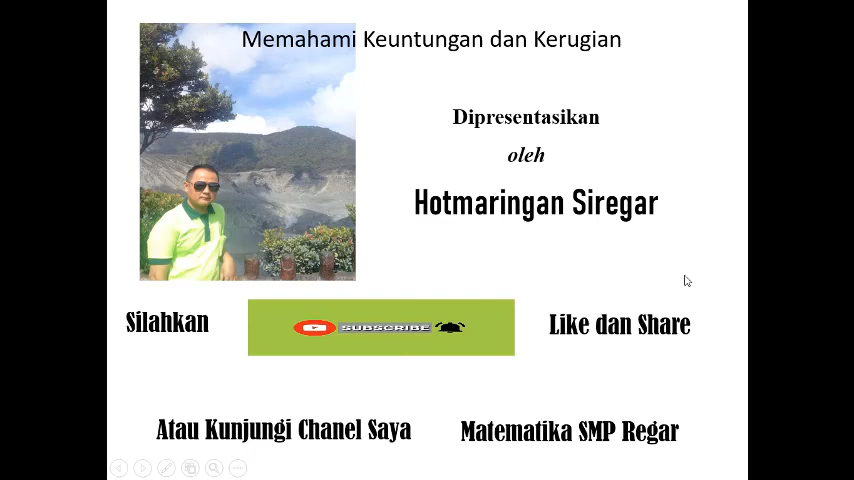 Memahami Keuntungan dan Kerugian
Dipresentasikan
oleh
Hotmaringan Siregar
Silahkan
SUBSCRIBE
Like dan Share
Atau Kunjungi Chanel Saya
Matematika SMP Regar